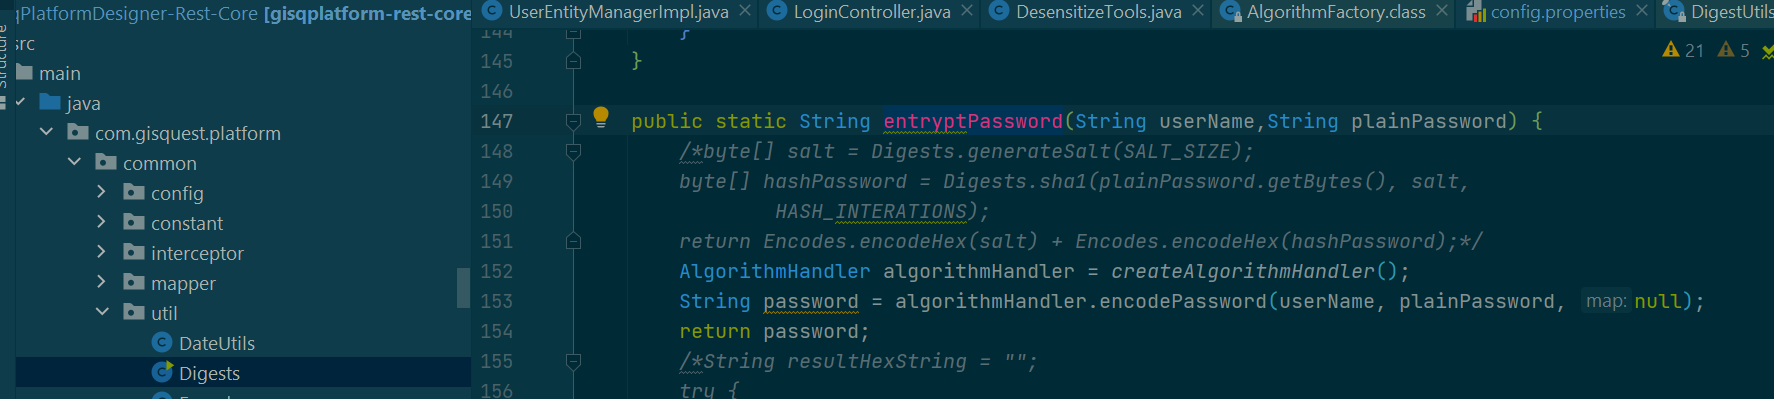 gPlatformDesigner-Rest-Core [gisqplatform-rest-core
Structure
src
main
java
com.gisquest.platform
common
config
constant
interceptor
mapper
util
DateUtils
Digests
UserEntityManagerImpl.java × LoginController.java × DesensitizeTools.java × AlgorithmFactory.class × config.properties × DigestUtils
21 5
144 }
145 }
146
147 public static String entryptPassword(String userName,String plainPassword) {
148 /*byte[] salt = Digests.generateSalt(SALT_SIZE);
149 byte[] hashPassword = Digests.sha1(plainPassword.getBytes(), salt,
150 HASH_INTERATIONS);
151 return Encodes.encodeHex(salt) + Encodes.encodeHex(hashPassword);*/
152 AlgorithmHandler algorithmHandler = createAlgorithmHandler();
153 String password = algorithmHandler.encodePassword(userName, plainPassword, map: null);
154 return password;
155 /*String resultHexString = "";
156 try {